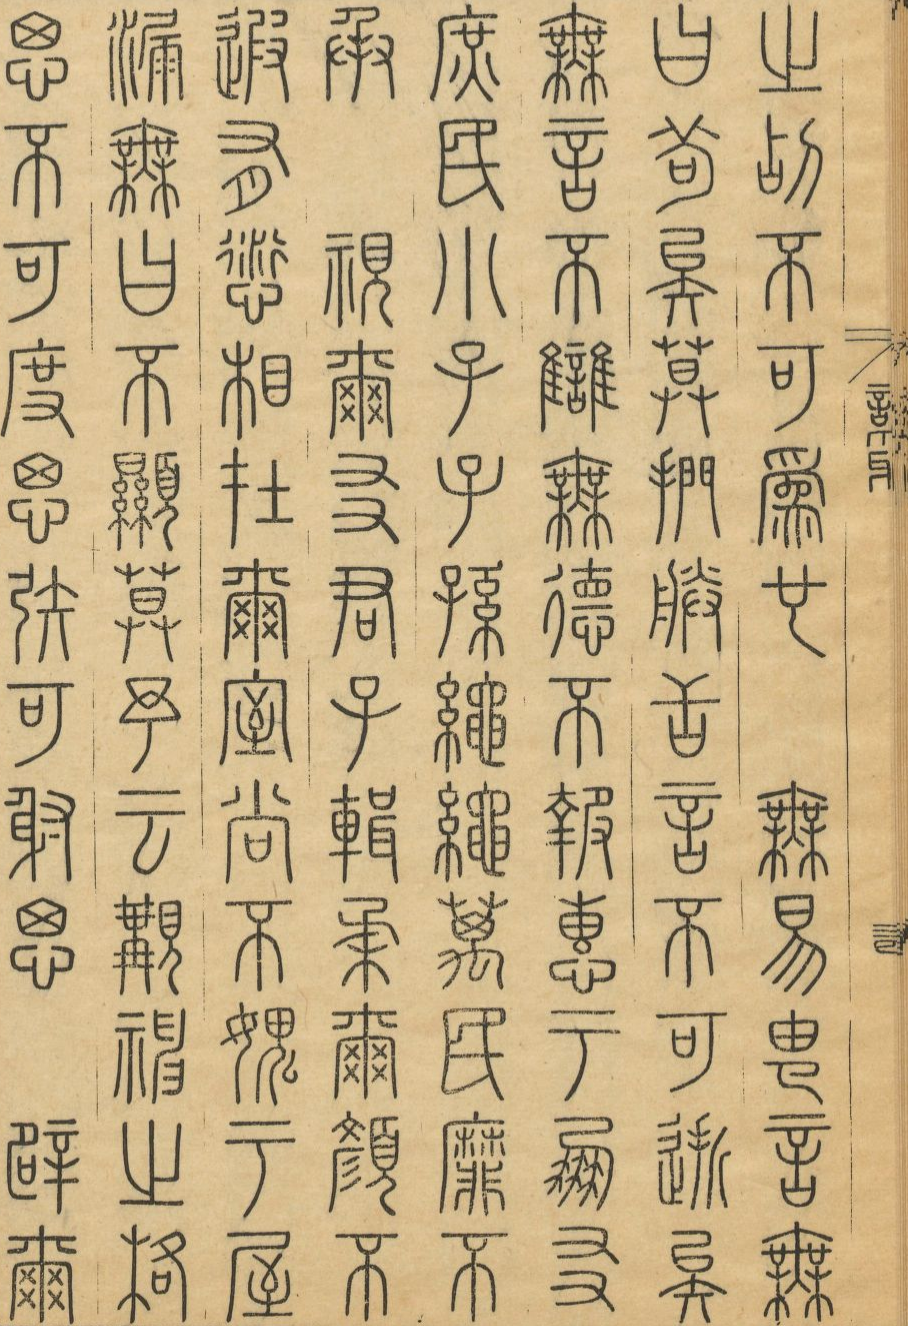 之㓠不可爲也 無易由言無
曰苟矣莫捫朕舌言不可逝矣
無言不讎無德不報惠于朋友
庶民小子子孫繩繩萬民靡不
承 視爾友君子輯柔爾顏不
遐有愆相在爾室尚不媿于屋
漏無曰不顯莫予云覯神之格
思不可度思矧可射思 辟爾